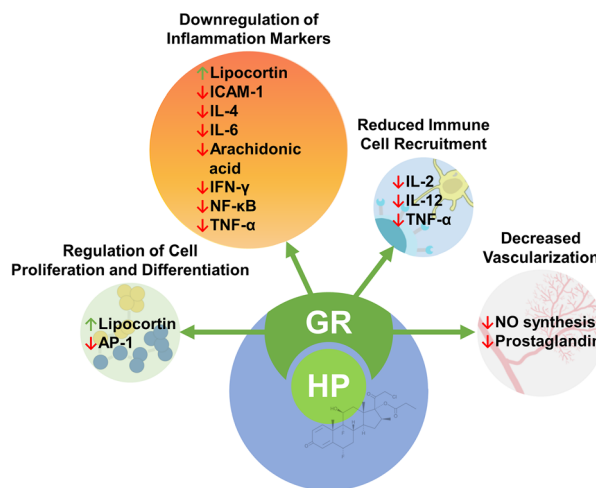 Downregulation of
Inflammation Markers
↑Lipocortin
↓ICAM-1
↓IL-4
↓IL-6
↓Arachidonic
acid
↓IFN-γ
↓NF-κB
↓TNF-α
Reduced Immune
Cell Recruitment
↓IL-2
↓IL-12
↓TNF-α
Regulation of Cell
Proliferation and Differentiation
↑Lipocortin
↓AP-1
Decreased
Vascularization
↓NO synthesis
↓Prostaglandin
GR
HP